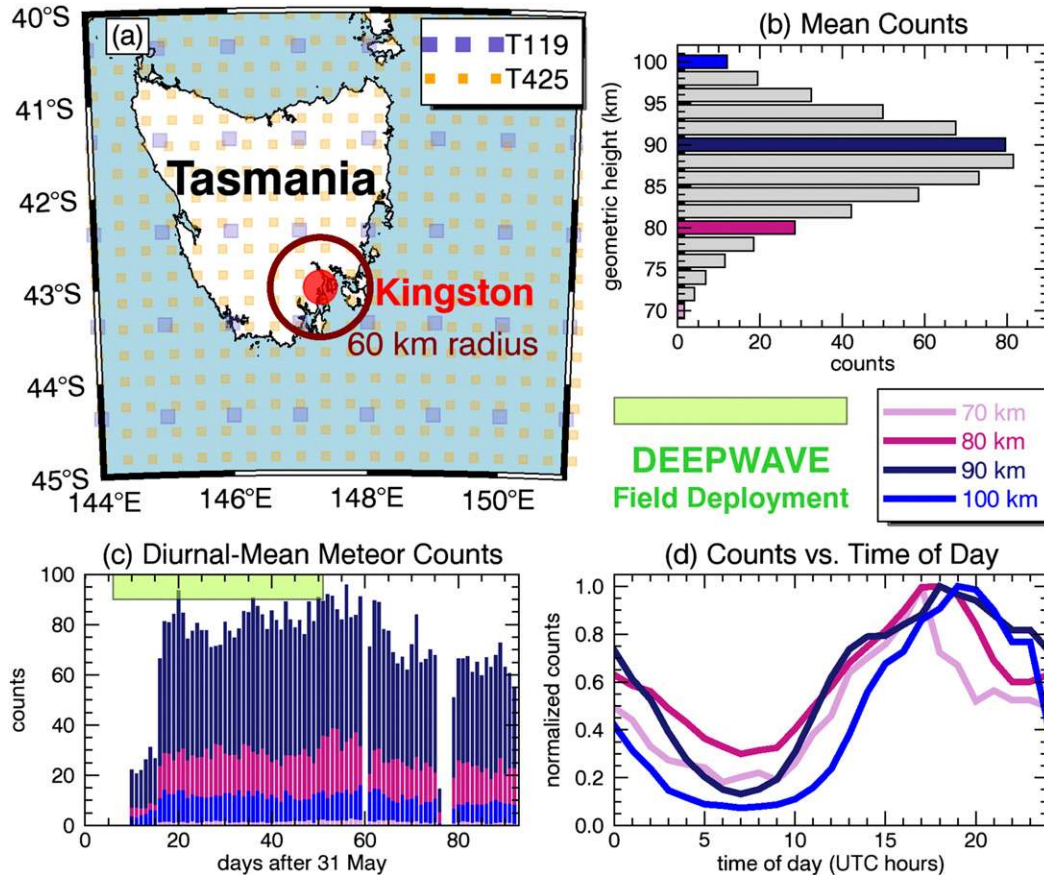 (a)
T119
T425
40°S
41°S
42°S
43°S
44°S
45°S
144°E
146°E
148°E
150°E
Tasmania
Kingston
60 km radius
(b) Mean Counts
geometric height (km)
100
95
90
85
80
75
70
0 20 40 60 80
counts
DEEPWAVE
Field Deployment
70 km
80 km
90 km
100 km
(c) Diurnal-Mean Meteor Counts
counts
100
80
60
40
20
0
0 20 40 60 80
days after 31 May
(d) Counts vs. Time of Day
normalized counts
1.0
0.8
0.6
0.4
0.2
0.0
0 5 10 15 20
time of day (UTC hours)